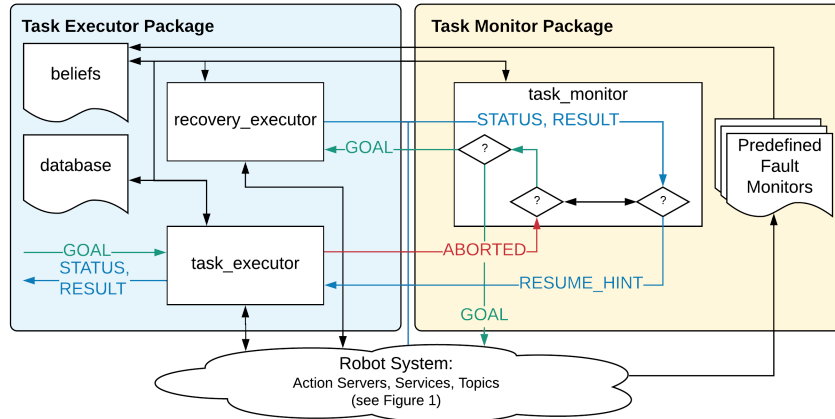 Task Executor Package
Task Monitor Package
beliefs
recovery_executor
task_monitor
STATUS, RESULT
GOAL
?
Predefined
Fault
Monitors
database
?
?
GOAL
STATUS,
RESULT
task_executor
ABORTED
RESUME_HINT
GOAL
Robot System:
Action Servers, Services, Topics
(see Figure 1)